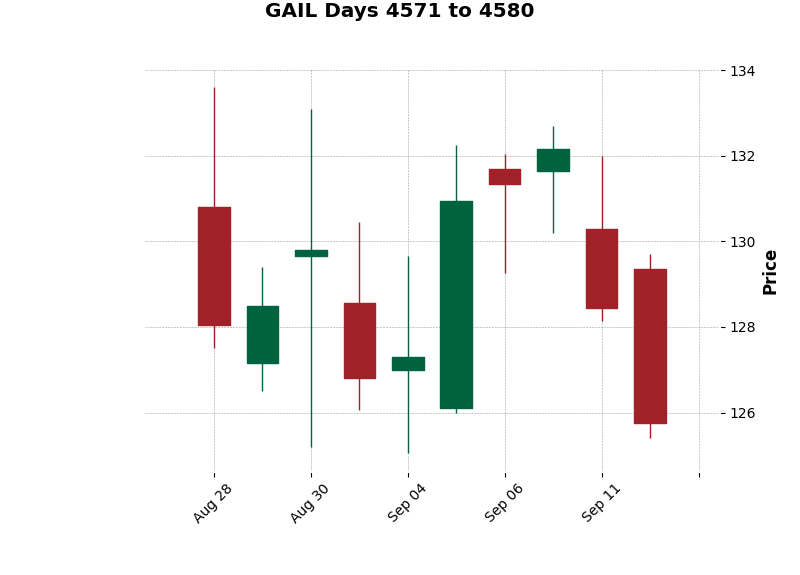 GAIL Days 4571 to 4580
134
132
130
128
126
Price
Aug 28
Aug 30
Sep 04
Sep 06
Sep 11